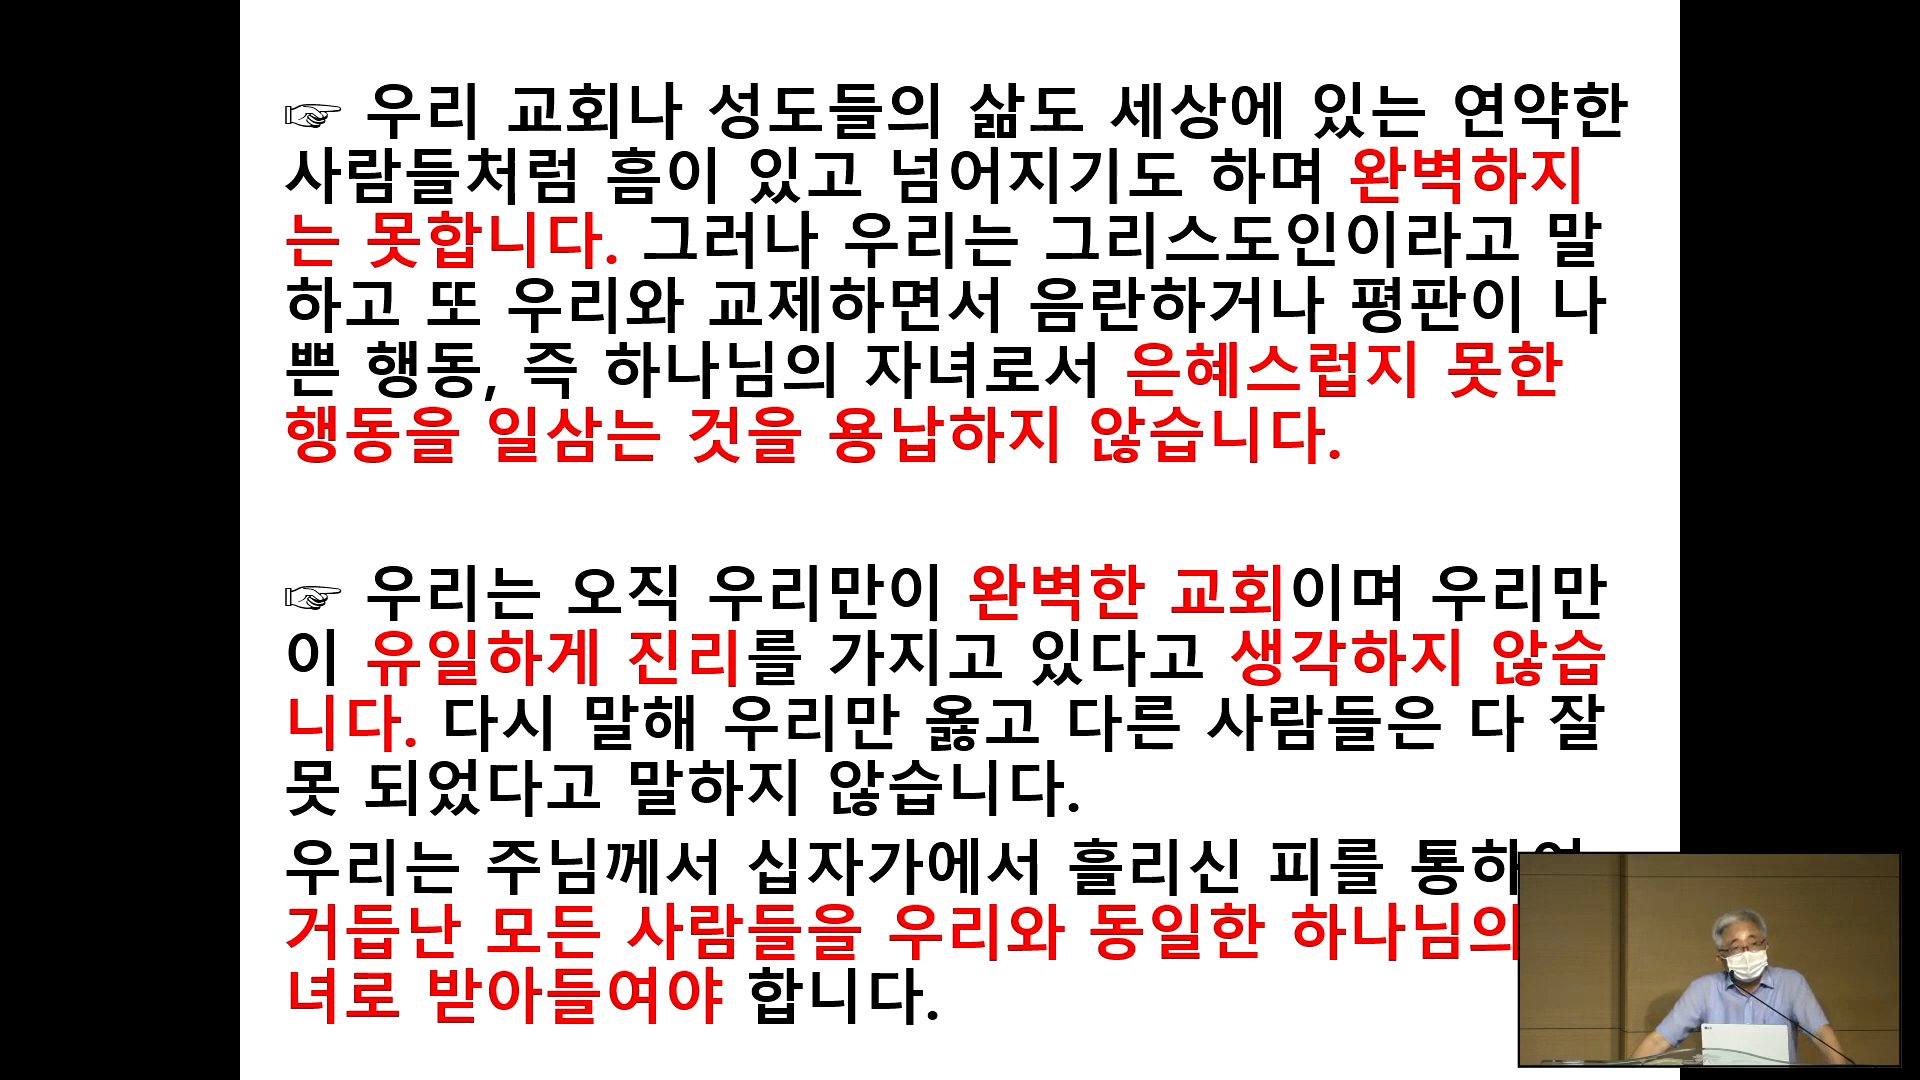 ☞ 우리 교회나 성도들의 삶도 세상에 있는 연약한
사람들처럼 흠이 있고 넘어지기도 하며 완벽하지
는 못합니다. 그러나 우리는 그리스도인이라고 말
하고 또 우리와 교제하면서 음란하거나 평판이 나
쁜 행동, 즉 하나님의 자녀로서 은혜스럽지 못한
행동을 일삼는 것을 용납하지 않습니다.
☞ 우리는 오직 우리만이 완벽한 교회이며 우리만
이 유일하게 진리를 가지고 있다고 생각하지 않습
니다. 다시 말해 우리만 옳고 다른 사람들은 다 잘
못 되었다고 말하지 않습니다.
우리는 주님께서 십자가에서 흘리신 피를
거듭난 모든 사람들을 우리와 동일한 하나님의
녀로 받아들여야 합니다.